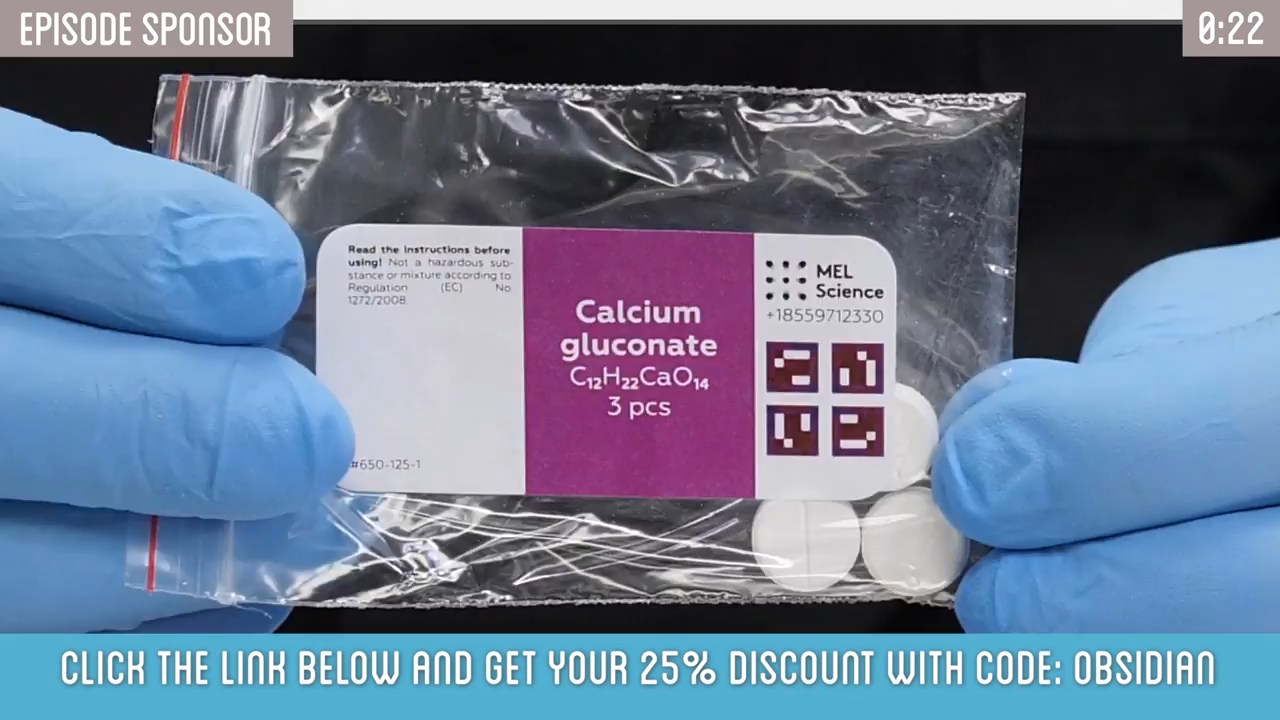 EPISODE SPONSOR
0:22
Read the Instructions before
using! Not a hazardous sub-
stance or mixture according to
Regulation (EC) No
1272/2008.
#650-125-1
Calcium
gluconate
C₁₂H₂₂CaO₁₄
3 pcs
MEL
Science
+18559712330
CLICK THE LINK BELOW AND GET YOUR 25% DISCOUNT WITH CODE: OBSIDIAN